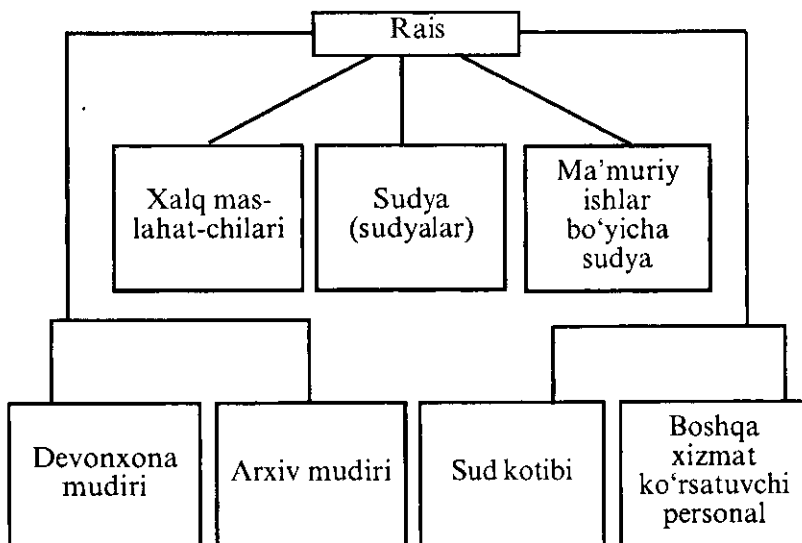 Rais
Xalq mas-
lahat-chilari
Sudya
(sudyalar)
Ma’muriy
ishlar
bo‘yicha
sudya
Devonxona
mudiri
Arxiv mudiri
Sud kotibi
Boshqa
xizmat
ko‘rsatuvchi
personal